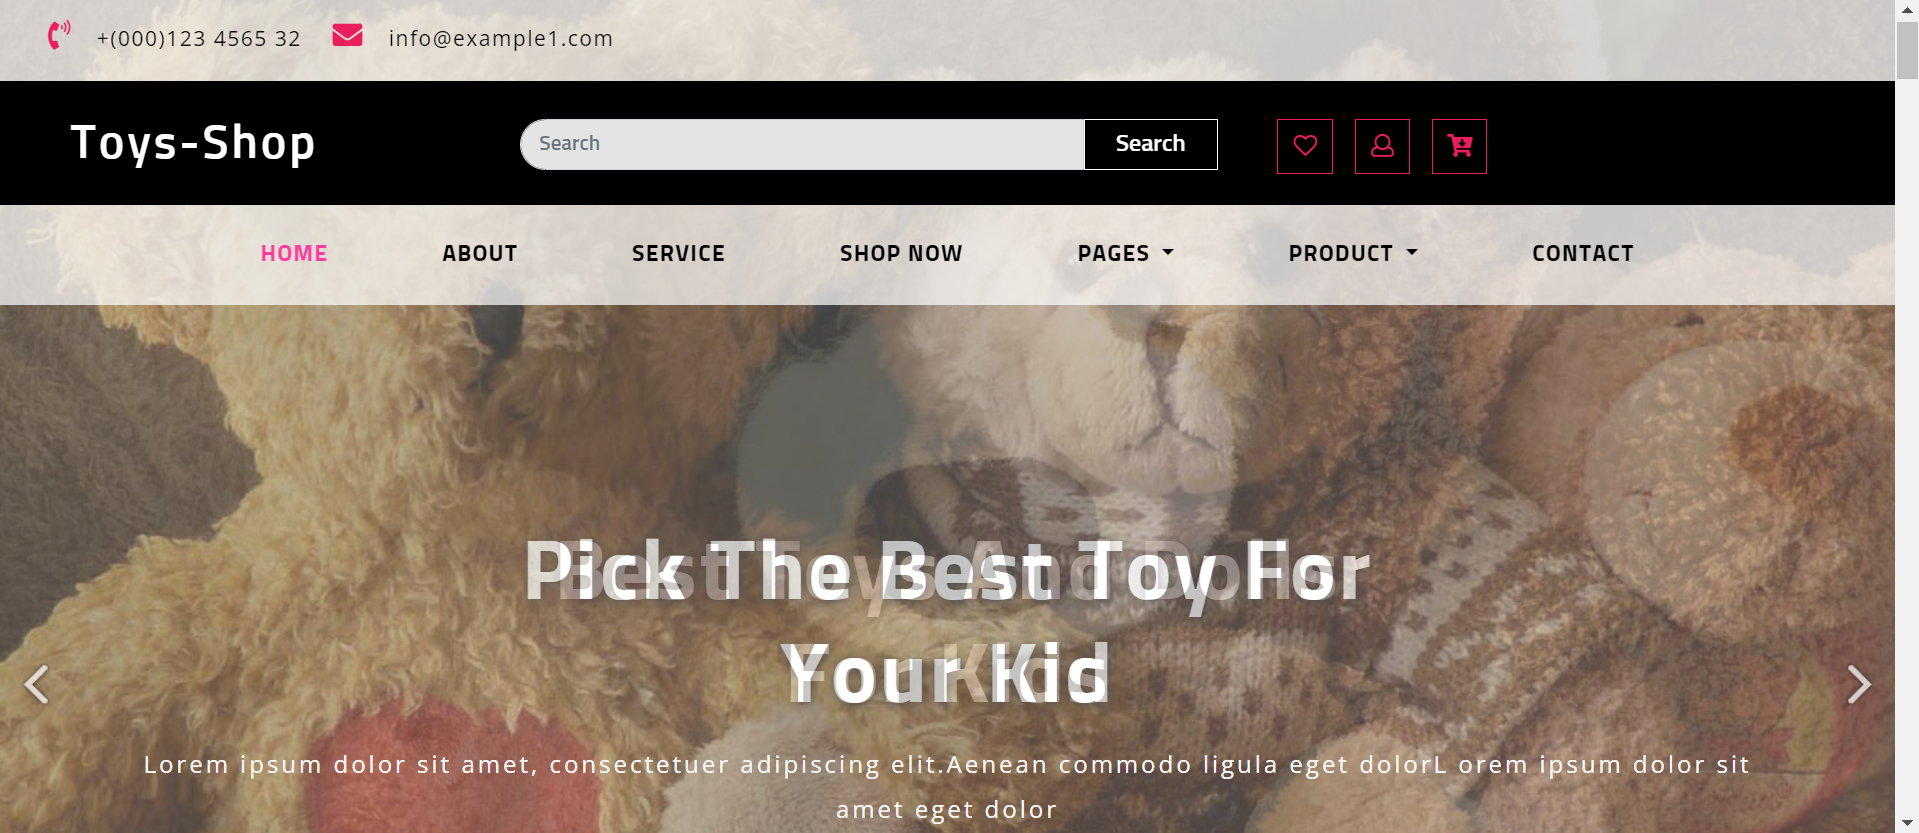 +(000)123 4565 32 info@example1.com
Toys-Shop Search Search
HOME ABOUT SERVICE SHOP NOW PAGES PRODUCT CONTACT
Pick The Best Toy For
Your Kid
Lorem ipsum dolor sit amet, consectetuer adipiscing elit.Aenean commodo ligula eget dolorL orem ipsum dolor sit
amet eget dolor